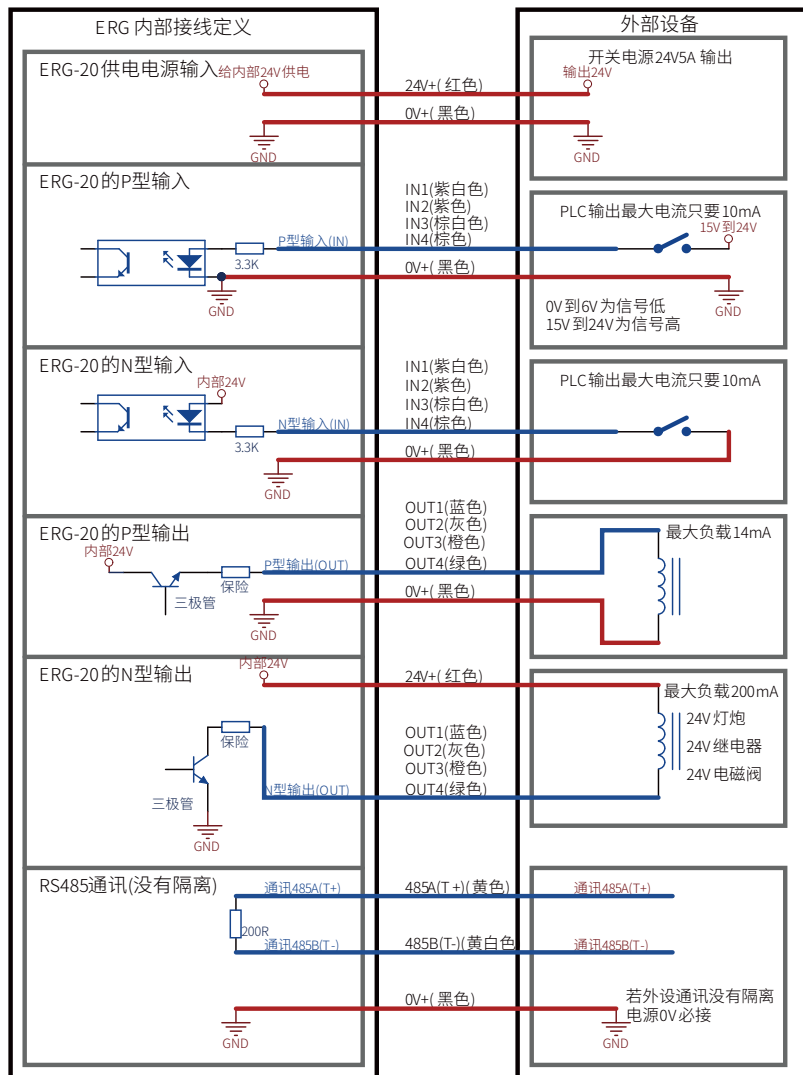 ERG 内部接线定义
外部设备
ERG-20供电电源输入
给内部24V供电
24V+( 红色)
开关电源24V5A 输出
输出24V
0V+( 黑色)
GND
GND
ERG-20的P型输入
IN1(紫白色)
IN2(紫色)
IN3(棕白色)
IN4(棕色)
PLC输出最大电流只要10mA
15V到24V
P型输入(IN)
3.3K
0V+( 黑色)
GND
GND
0V到6V为信号低
15V到24V为信号高
ERG-20的N型输入
内部24V
IN1(紫白色)
IN2(紫色)
IN3(棕白色)
IN4(棕色)
PLC输出最大电流只要10mA
N型输入(IN)
3.3K
0V+( 黑色)
GND
ERG-20的P型输出
内部24V
OUT1(蓝色)
OUT2(灰色)
OUT3(橙色)
OUT4(绿色)
最大负载14mA
P型输出(OUT)
保险
三极管
0V+( 黑色)
GND
ERG-20的N型输出
内部24V
24V+( 红色)
最大负载200mA
24V灯炮
24V继电器
24V电磁阀
保险
OUT1(蓝色)
OUT2(灰色)
OUT3(橙色)
OUT4(绿色)
N型输出(OUT)
三极管
GND
RS485通讯(没有隔离)
通讯485A(T+)
485A(T+)(黄色)
通讯485A(T+)
200R
通讯485B(T-)
485B(T-)(黄白色
通讯485B(T-)
0V+( 黑色)
GND
GND
若外设通讯没有隔离
电源0V必接